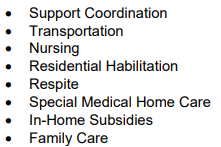 • Support Coordination
• Transportation
• Nursing
• Residential Habilitation
• Respite
• Special Medical Home Care
• In-Home Subsidies
• Family Care